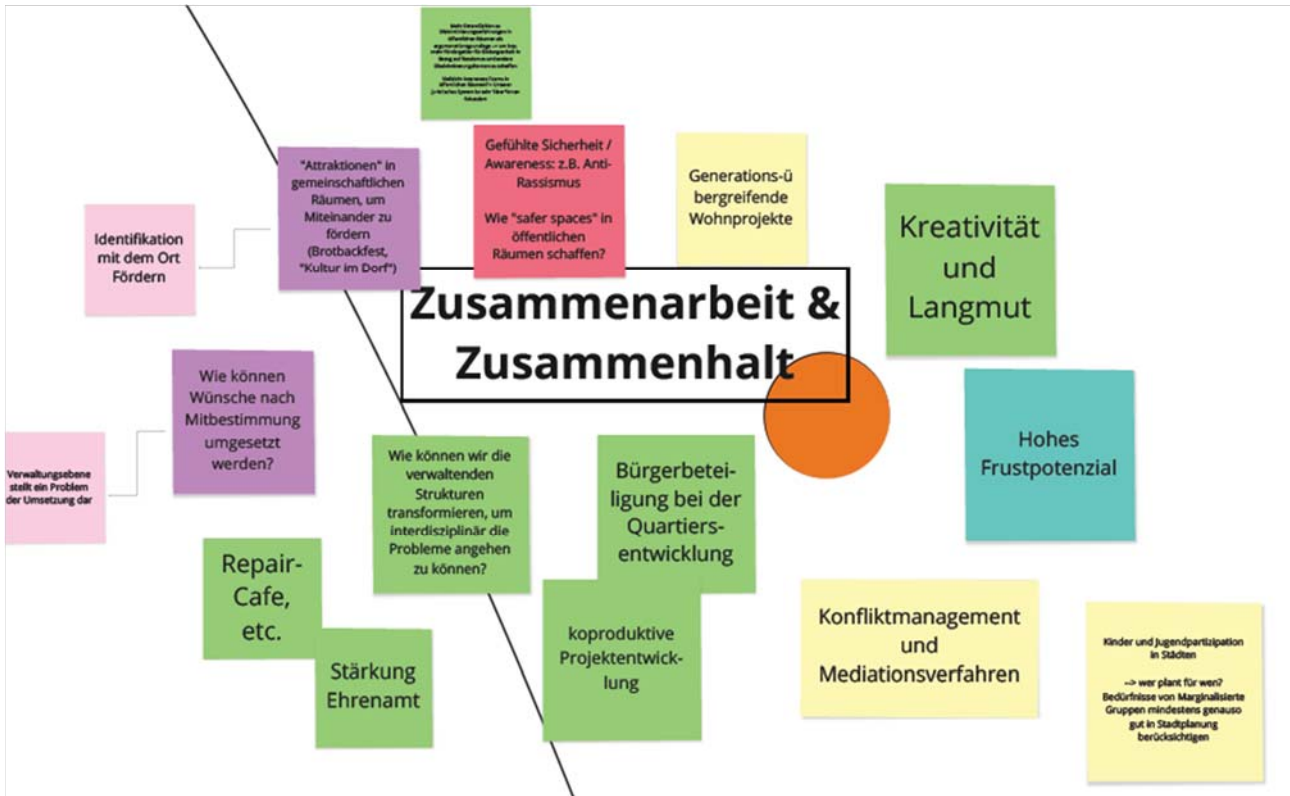 "Attraktionen" in
gemeinschaftlichen
Räumen, um
Miteinander zu
fördern
(Brotbackfest,
"Kultur im Dorf")
Gefühlte Sicherheit /
Awareness: z.B. Anti-
Rassismus
Wie "safer spaces" in
öffentlichen
Räumen schaffen?
Generations-ü
bergreifende
Wohnprojekte
Kreativität
und
Langmut
Identifikation
mit dem Ort
Fördern
Zusammenarbeit &
Zusammenhalt
Wie können
Wünsche nach
Mitbestimmung
umgesetzt
werden?
Hohes
Frustpotenzial
Verwaltungsebene
stellt ein Problem
der Umsetzung dar
Wie können wir die
verwaltenden
Strukturen
transformieren, um
interdisziplinär die
Probleme angehen
zu können?
Bürgerbetei-
ligung bei der
Quartiers-
entwicklung
Repair-
Cafe,
etc.
Stärkung
Ehrenamt
koproduktive
Projektentwick-
lung
Konfliktmanagement
und
Mediationsverfahren
Kinder und Jugendpartizipation
in Städten
--> wer plant für wen?
Bedürfnisse von Marginalisierte
Gruppen mindestens genauso
gut in Stadtplanung
berücksichtigen